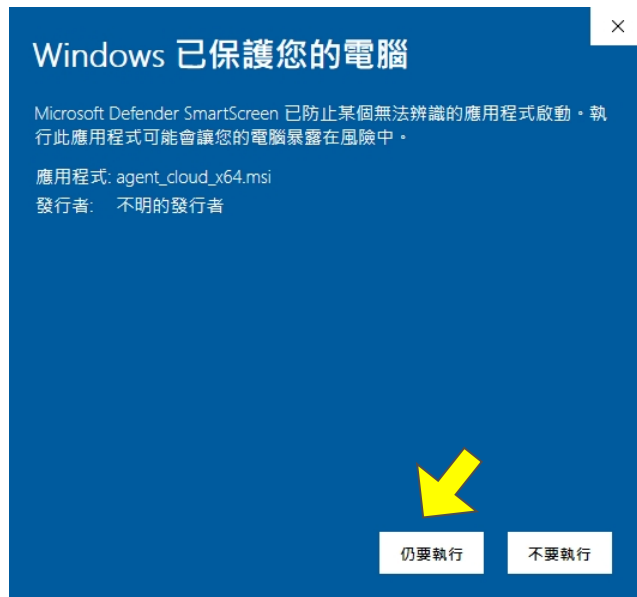 Windows 已保護您的電腦
Microsoft Defender SmartScreen 已防止某個無法辨識的應用程式啟動。執
行此應用程式可能會讓您的電腦暴露在風險中。
應用程式: agent_cloud_x64.msi
發行者: 不明的發行者
仍要執行 不要執行